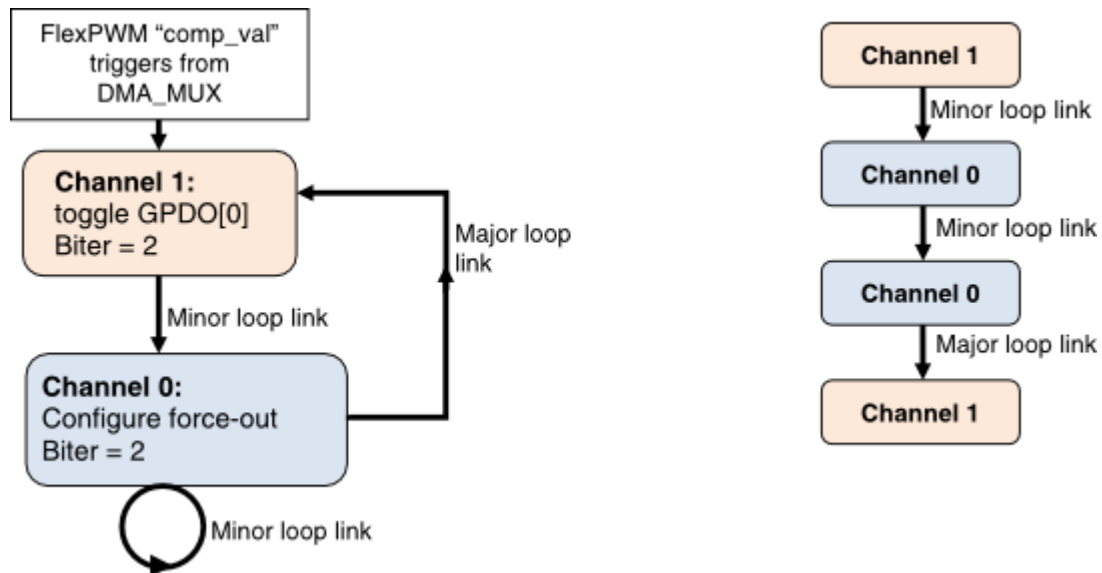 FlexPWM “comp_val”
triggers from
DMA_MUX
Channel 1:
toggle GPDO[0]
Biter = 2
Major loop
link
Minor loop link
Channel 0:
Configure force-out
Biter = 2
Minor loop link
Channel 1
Minor loop link
Channel 0
Minor loop link
Channel 0
Major loop link
Channel 1